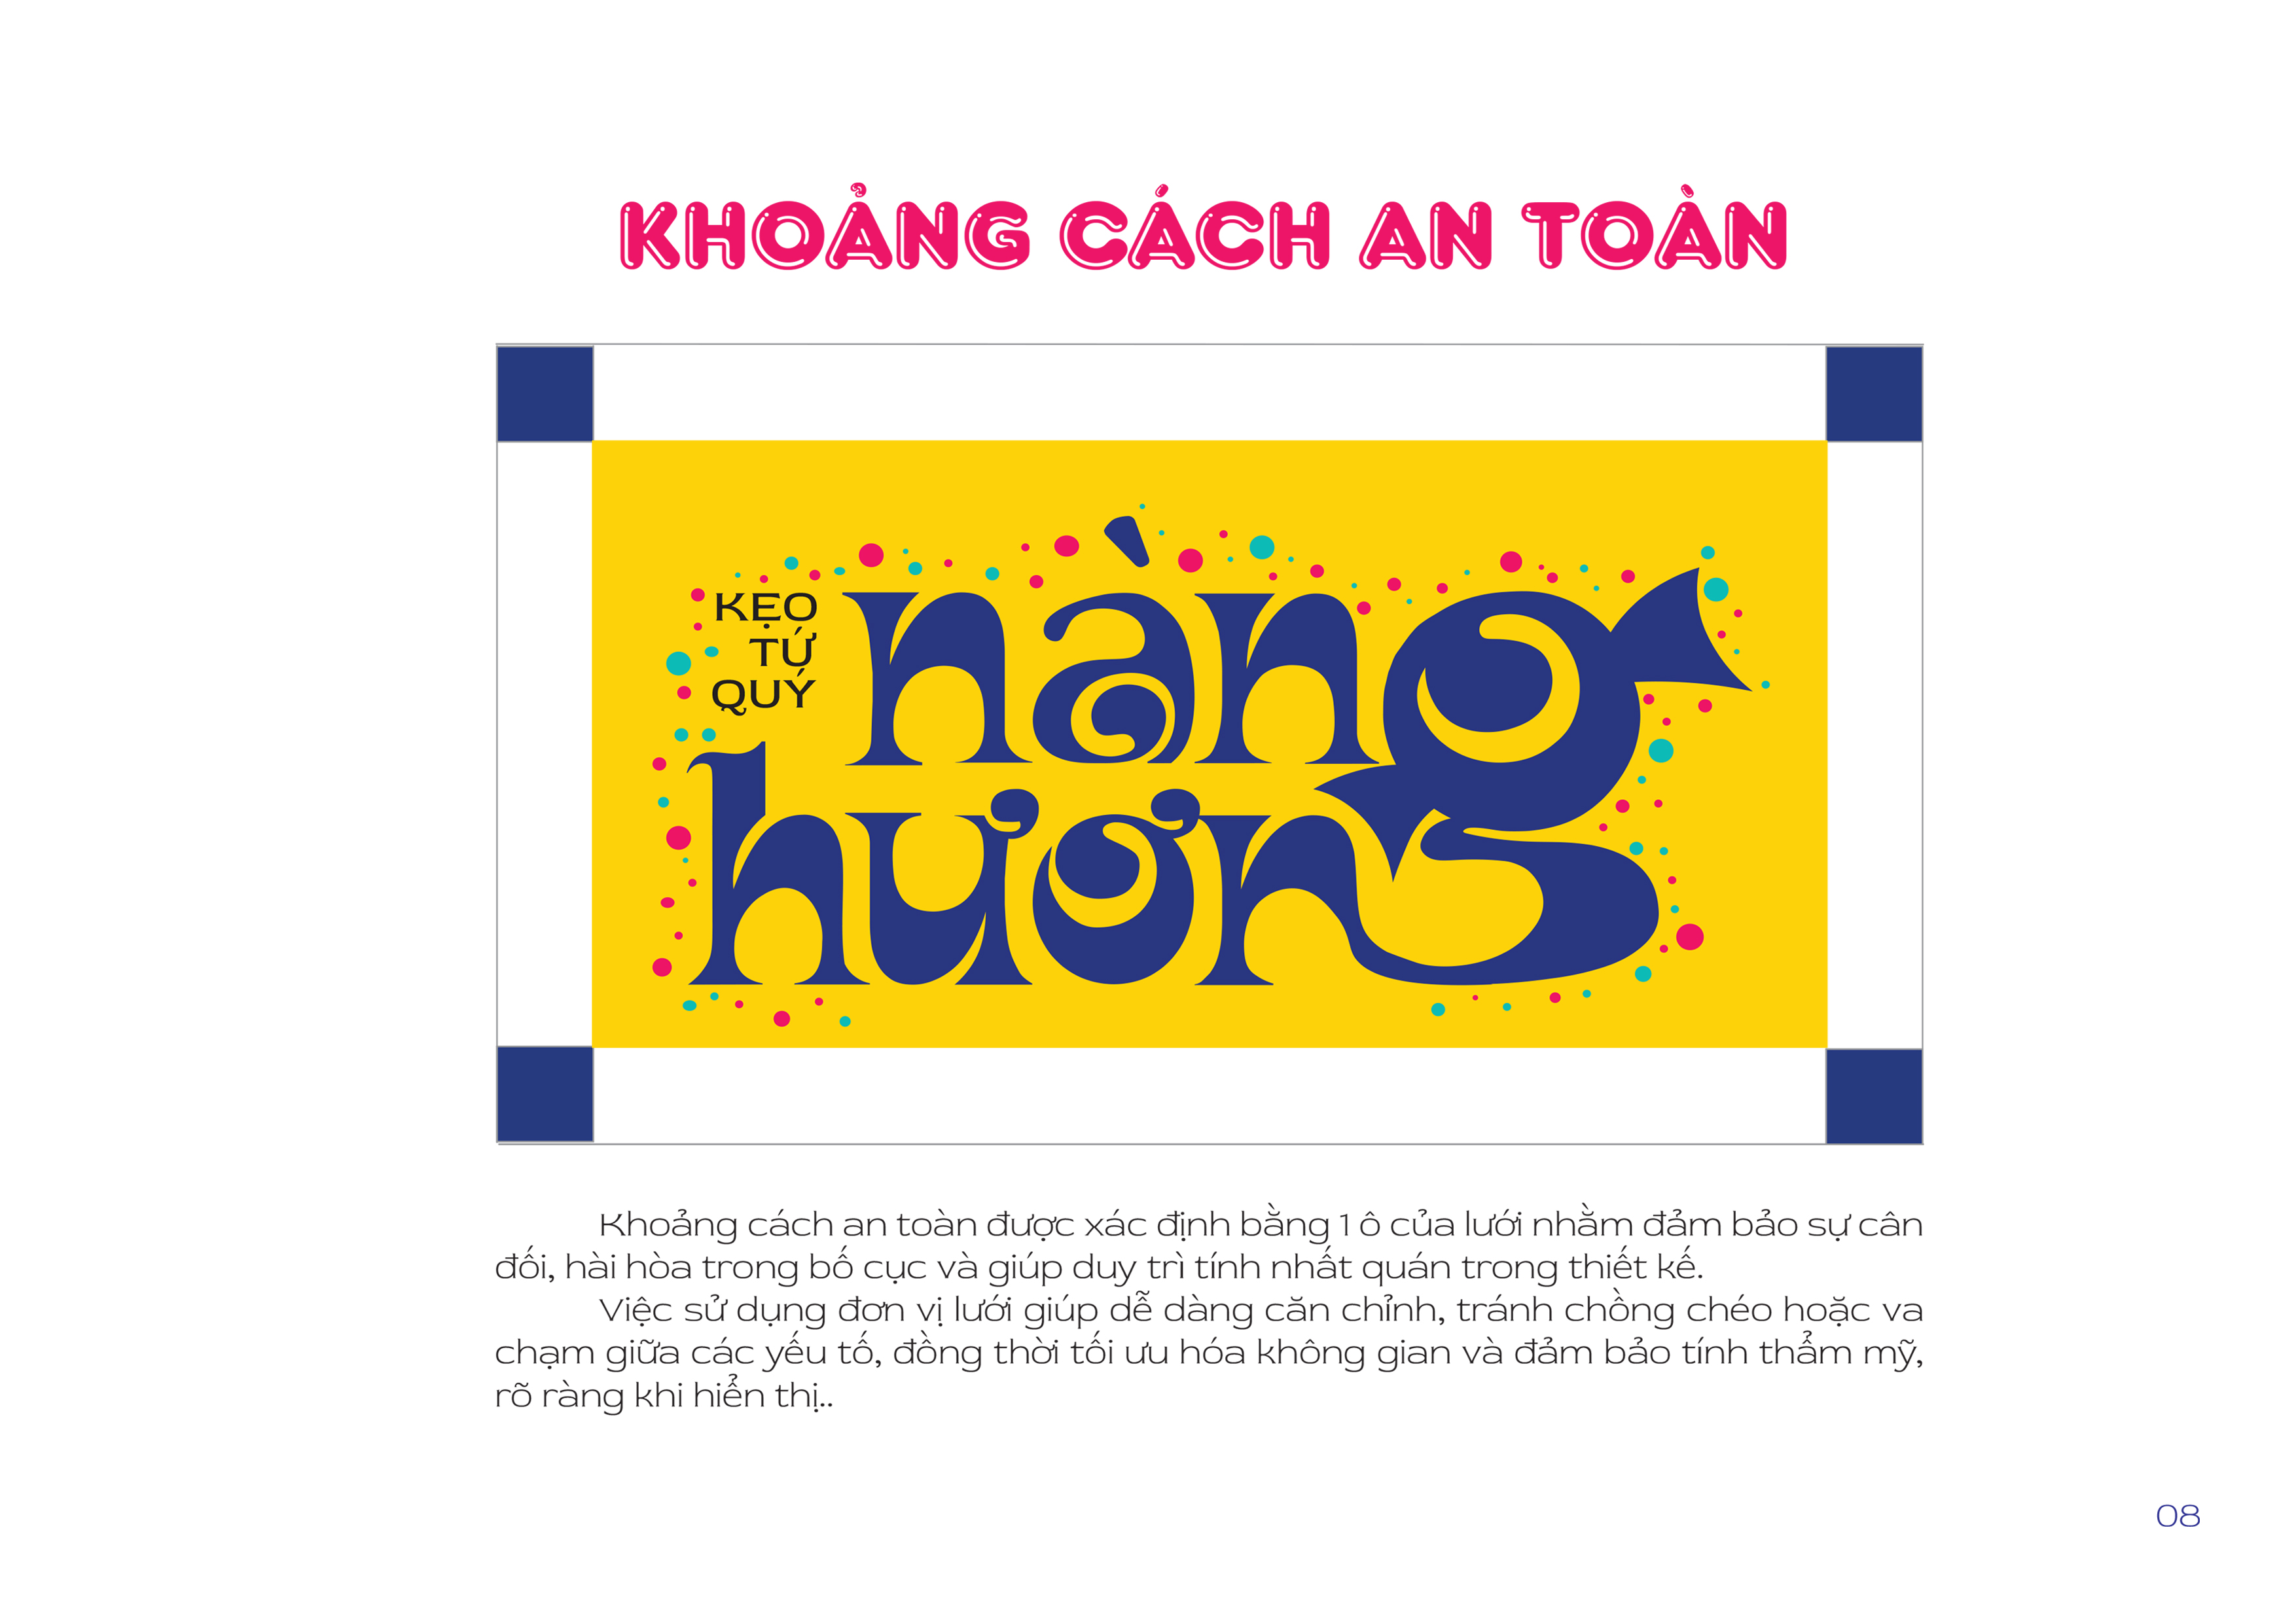 KHOẢNG CÁCH AN TOÀN
KẸO
TỨ
QUÝ
nàng
hương
Khoảng cách an toàn được xác định bằng 1 ô của lưới nhằm đảm bảo sự cân
đối, hài hòa trong bố cục và giúp duy trì tính nhất quán trong thiết kế.
Việc sử dụng đơn vị lưới giúp dễ dàng căn chỉnh, tránh chồng chéo hoặc va
chạm giữa các yếu tố, đồng thời tối ưu hóa không gian và đảm bảo tính thẩm mỹ,
rõ ràng khi hiển thị..
08